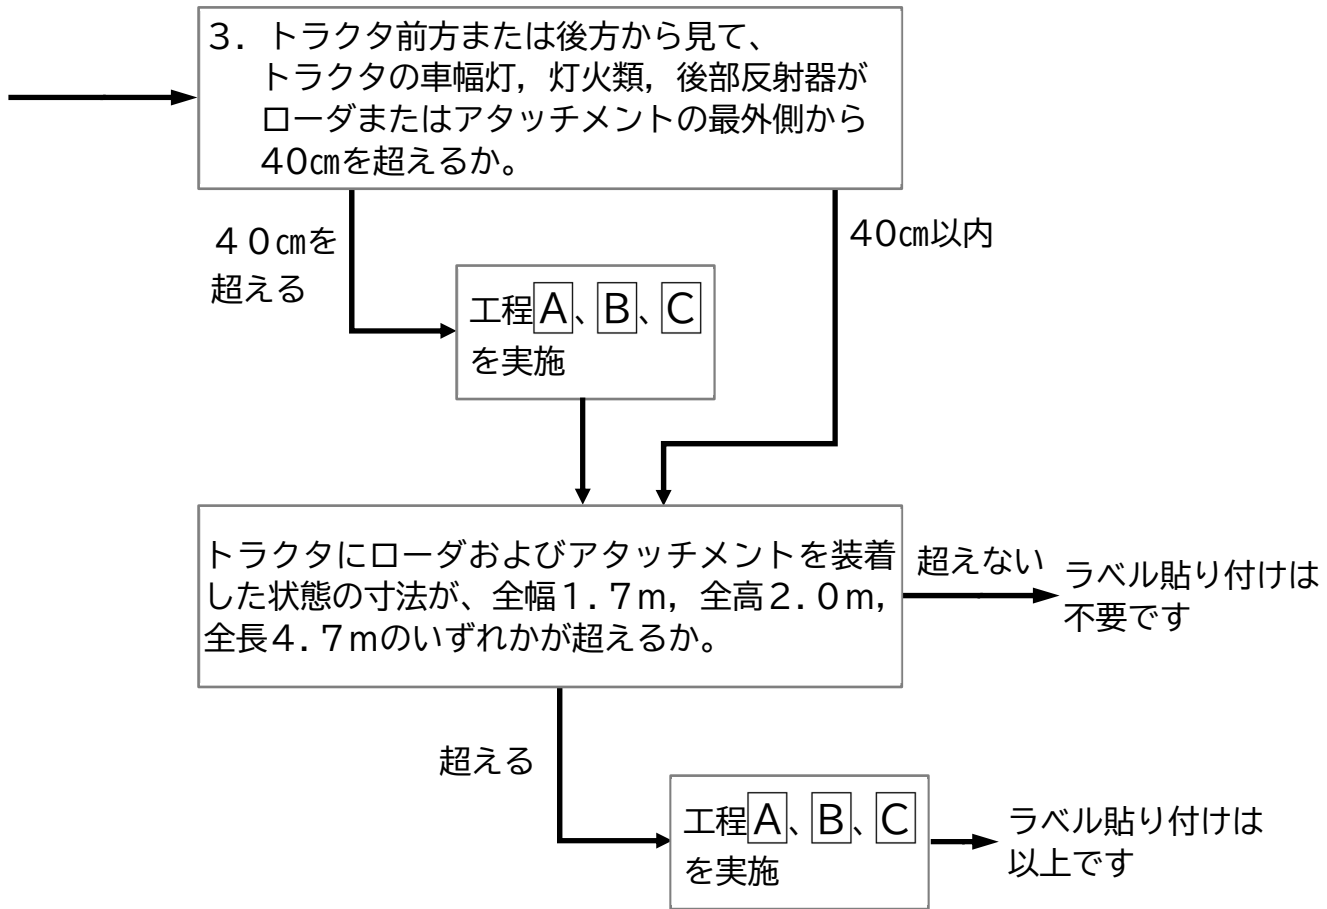 3．トラクタ前方または後方から見て、
トラクタの車幅灯，灯火類，後部反射器が
ローダまたはアタッチメントの最外側から
40㎝を超えるか。
４０㎝を
超える
40㎝以内
工程A、B、C
を実施
トラクタにローダおよびアタッチメントを装着
した状態の寸法が、全幅1．7m，全高2．0m，
全長4．7mのいずれかが超えるか。
超えない
ラベル貼り付けは
不要です
超える
工程A、B、C
を実施
ラベル貼り付けは
以上です